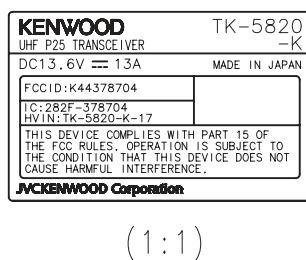 KENWOOD TK-5820
UHF P25 TRANSCEIVER -K
DC13.6V ⎓ 13A MADE IN JAPAN
FCCID:K44378704
IC:282F-378704
HVIN:TK-5820-K-17
THIS DEVICE COMPLIES WITH PART 15 OF
THE FCC RULES. OPERATION IS SUBJECT TO
THE CONDITION THAT THIS DEVICE DOES NOT
CAUSE HARMFUL INTERFERENCE.
JVCKENWOOD Corporation
(1:1)